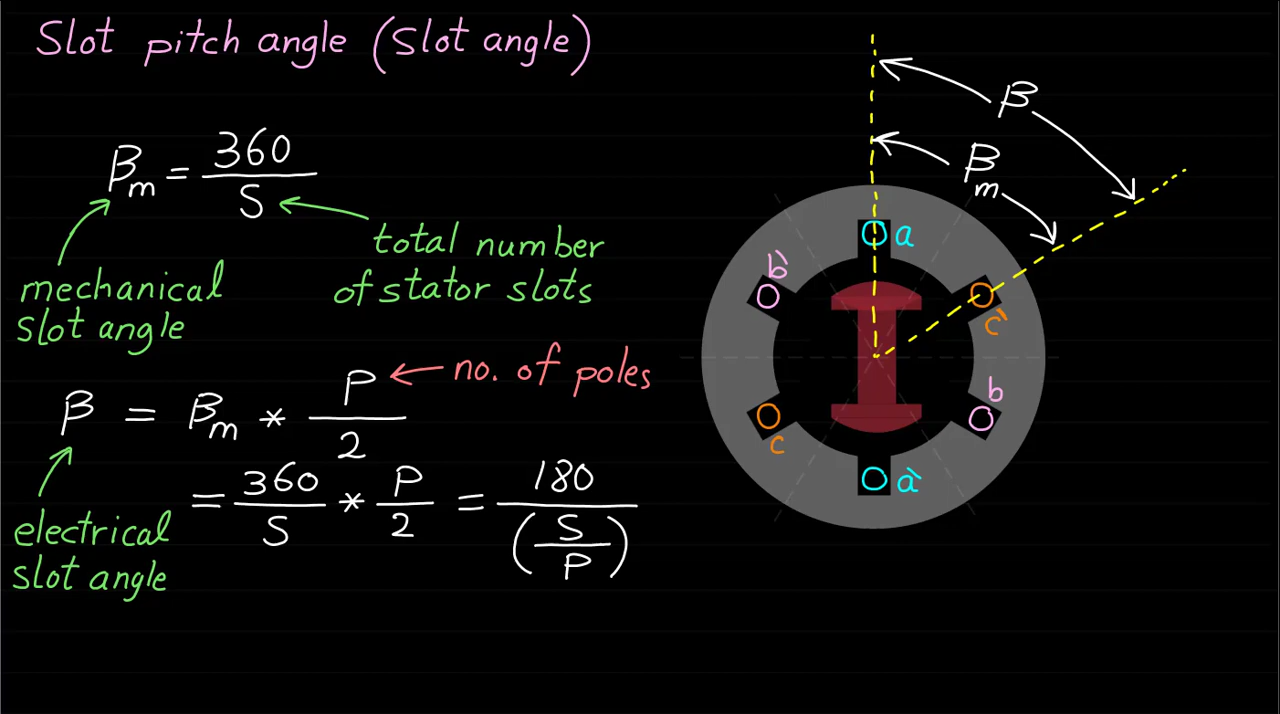 Slot pitch angle (Slot angle)
βm = 360 / S
total number
of stator slots
mechanical
slot angle
β = βm * P / 2
no. of poles
= 360 / S * P / 2 = 180 / (S / P)
electrical
slot angle
β
βm
a
b`
c`
b
c
a`